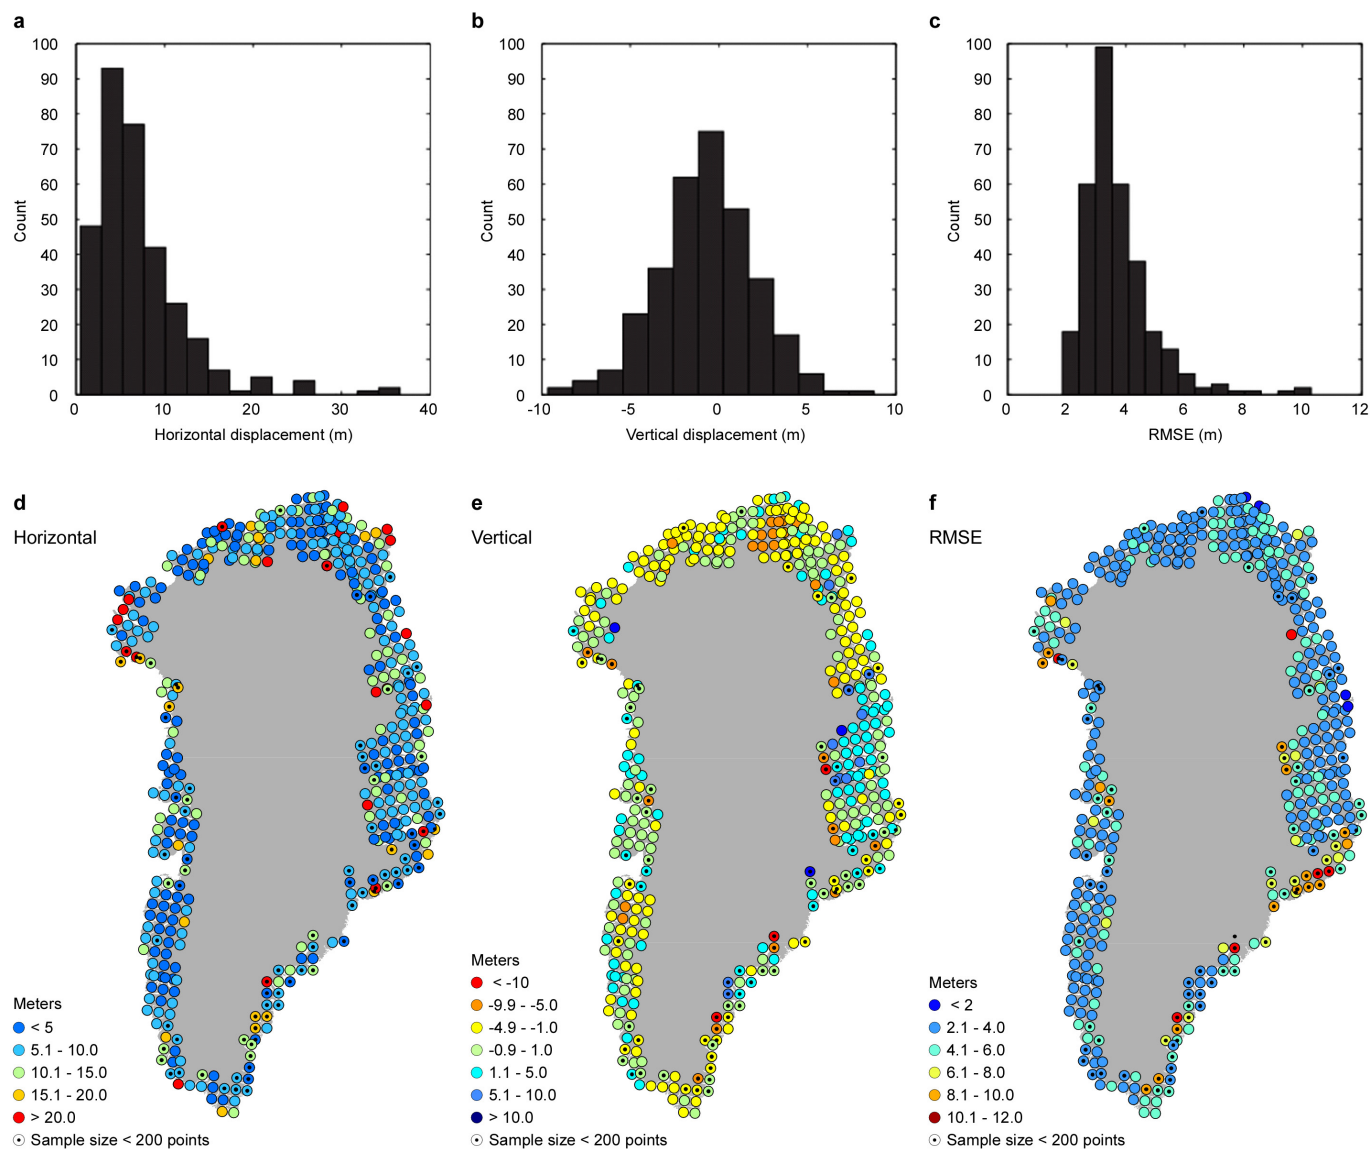 a
100
90
80
70
60
50
40
30
20
10
0
Count
0 10 20 30 40
Horizontal displacement (m)
b
100
90
80
70
60
50
40
30
20
10
0
Count
-10 -5 0 5 10
Vertical displacement (m)
c
100
90
80
70
60
50
40
30
20
10
0
Count
0 2 4 6 8 10 12
RMSE (m)
d
Horizontal
Meters
< 5
5.1 - 10.0
10.1 - 15.0
15.1 - 20.0
> 20.0
Sample size < 200 points
e
Vertical
Meters
< -10
-9.9 - -5.0
-4.9 - -1.0
-0.9 - 1.0
1.1 - 5.0
5.1 - 10.0
> 10.0
Sample size < 200 points
f
RMSE
Meters
< 2
2.1 - 4.0
4.1 - 6.0
6.1 - 8.0
8.1 - 10.0
10.1 - 12.0
Sample size < 200 points